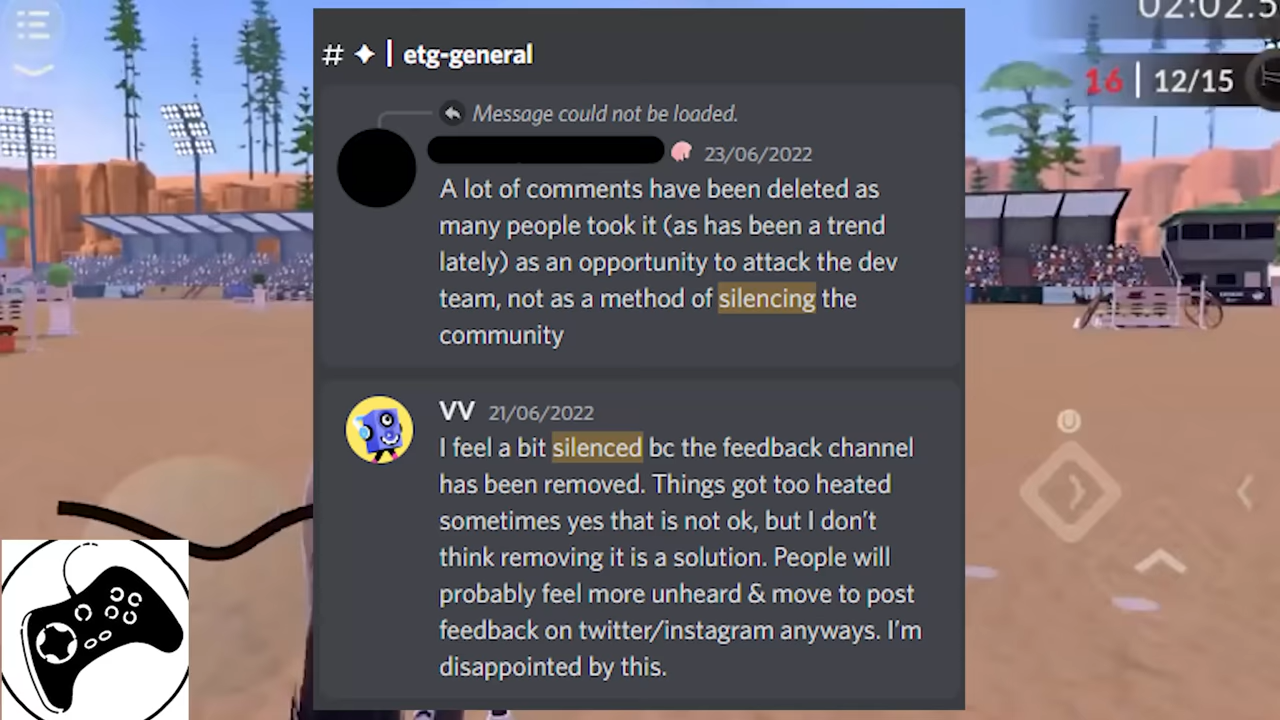 02:02.5
16 | 12/15
# ✦ | etg-general
Message could not be loaded.
23/06/2022
A lot of comments have been deleted as
many people took it (as has been a trend
lately) as an opportunity to attack the dev
team, not as a method of silencing the
community
VV 21/06/2022
I feel a bit silenced bc the feedback channel
has been removed. Things got too heated
sometimes yes that is not ok, but I don't
think removing it is a solution. People will
probably feel more unheard & move to post
feedback on twitter/instagram anyways. I'm
disappointed by this.